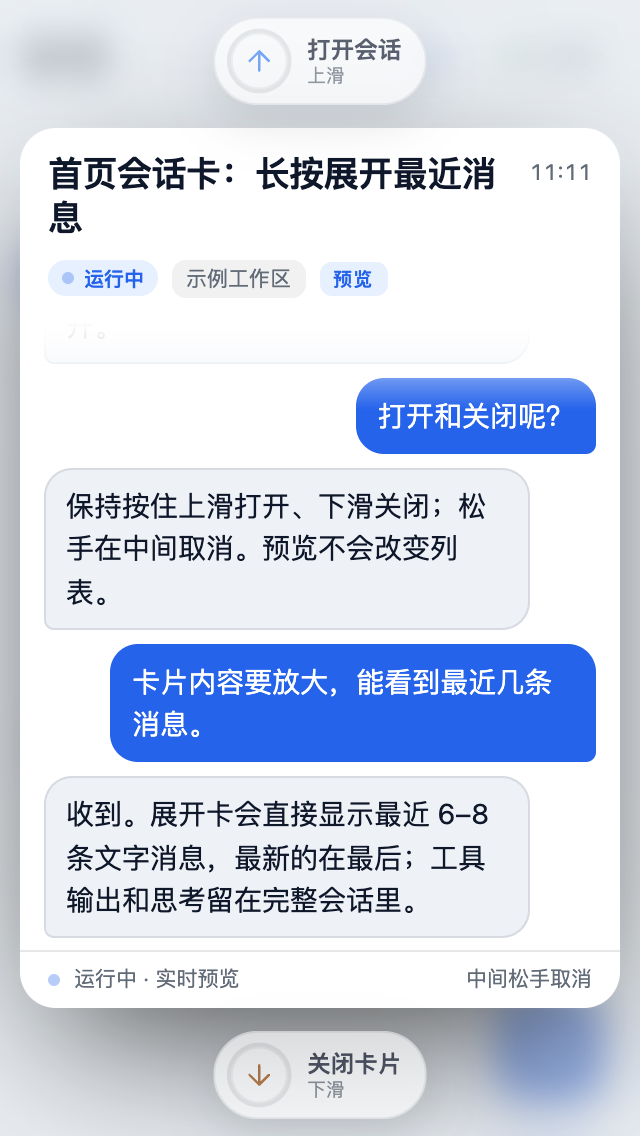 打开会话
上滑
首页会话卡：长按展开最近消
息
11:11
运行中
示例工作区
预览
开。
打开和关闭呢？
保持按住上滑打开、下滑关闭；松
手在中间取消。预览不会改变列
表。
卡片内容要放大，能看到最近几条
消息。
收到。展开卡会直接显示最近 6–8
条文字消息，最新的在最后；工具
输出和思考留在完整会话里。
运行中 · 实时预览
中间松手取消
关闭卡片
下滑